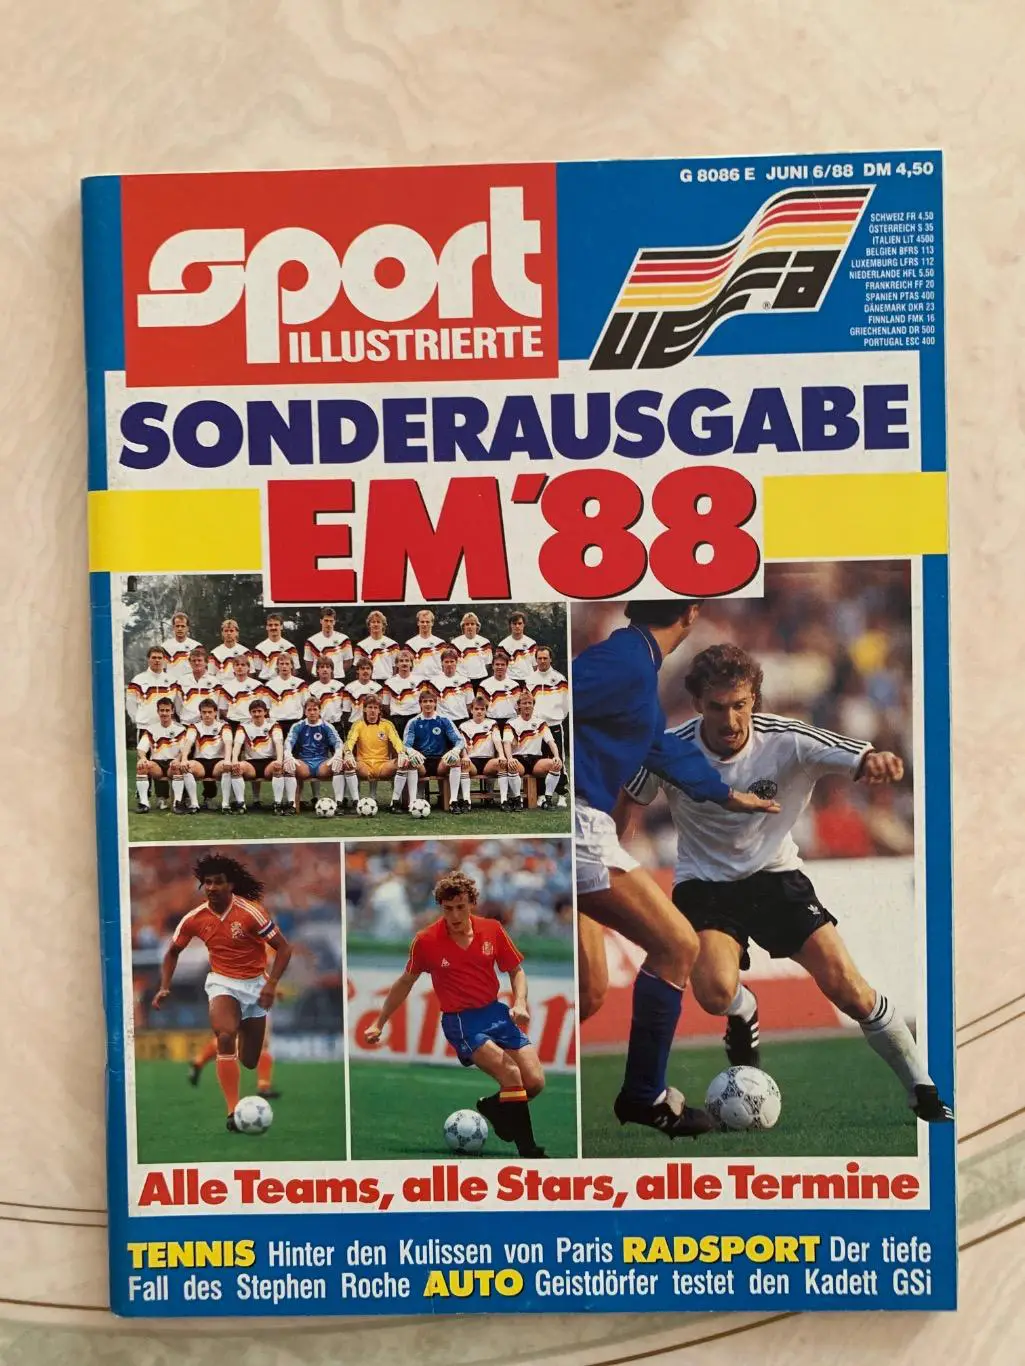 G 8086 E JUNI 6/88 DM 4,50
sport
ILLUSTRIERTE
UEFA®
SCHWEIZ FR 4,50
ÖSTERREICH S 35
ITALIEN LIT 4500
BELGIEN BFRS 113
LUXEMBURG LFRS 112
NIEDERLANDE HFL 5,50
FRANKREICH FF 20
SPANIEN PTAS 400
DÄNEMARK DKR 23
FINNLAND FMK 16
GRIECHENLAND DR 500
PORTUGAL ESC 400
SONDERAUSGABE
EM'88
Alle Teams, alle Stars, alle Termine
TENNIS Hinter den Kulissen von Paris RADSPORT Der tiefe
Fall des Stephen Roche AUTO Geistdörfer testet den Kadett GSi